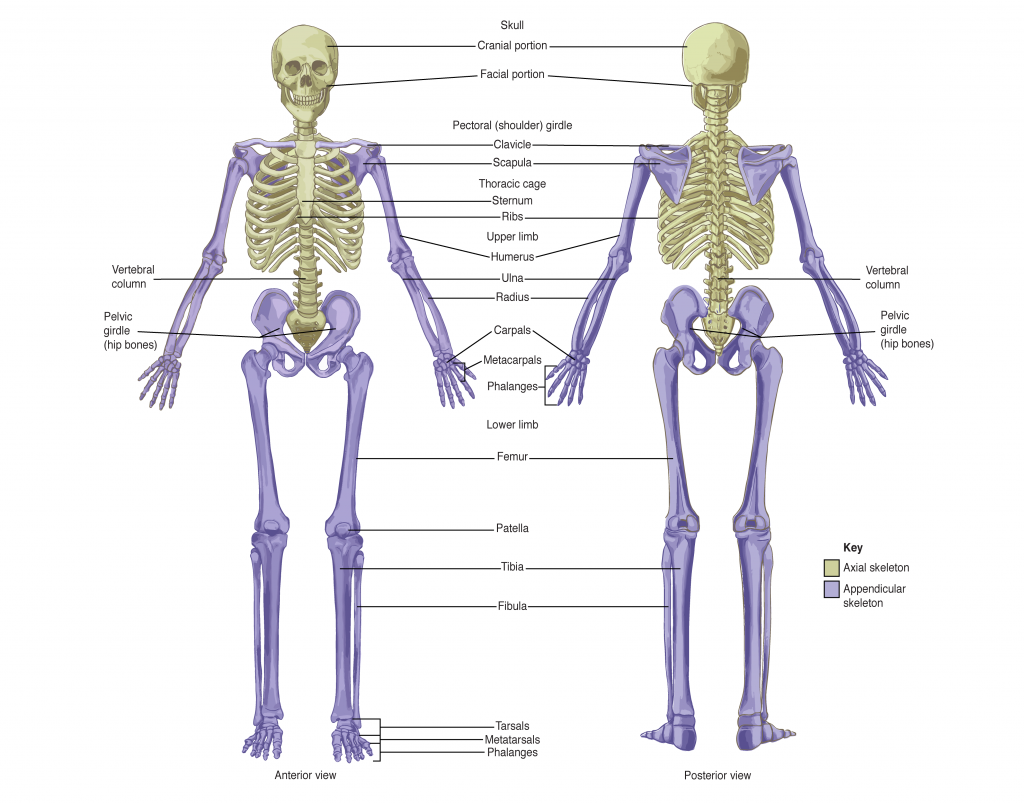 Skull
Cranial portion
Facial portion
Pectoral (shoulder) girdle
Clavicle
Scapula
Thoracic cage
Sternum
Ribs
Upper limb
Humerus
Ulna
Radius
Carpals
Metacarpals
Phalanges
Vertebral
column
Pelvic
girdle
(hip bones)
Vertebral
column
Pelvic
girdle
(hip bones)
Lower limb
Femur
Patella
Tibia
Fibula
Tarsals
Metatarsals
Phalanges
Key
Axial skeleton
Appendicular
skeleton
Anterior view
Posterior view